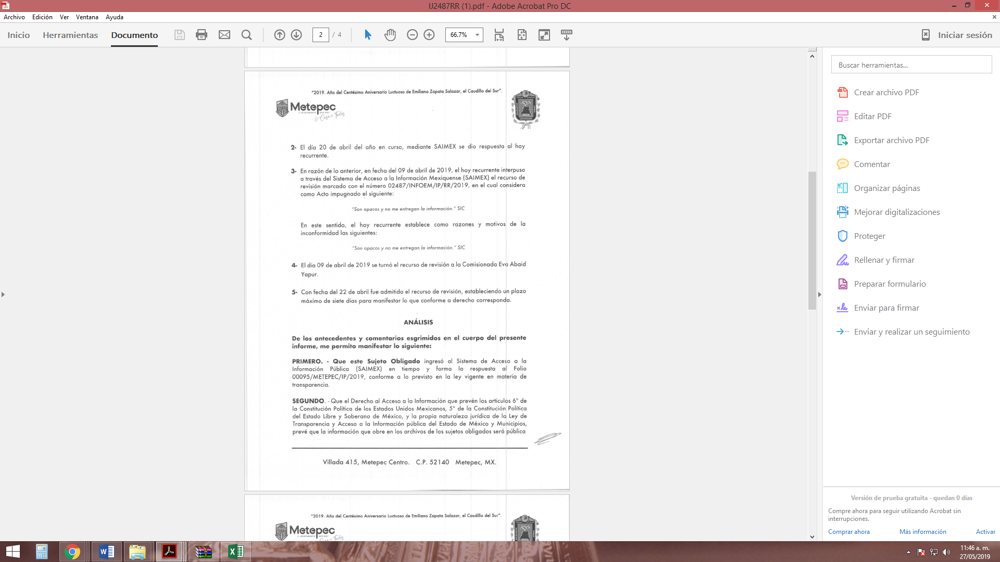 IJ2487RR (1).pdf - Adobe Acrobat Pro DC
Archivo Edición Ver Ventana Ayuda
Inicio Herramientas Documento 2 / 4 66.7% Iniciar sesión
"2019. Año del Centésimo Aniversario Luctuoso de Emiliano Zapata Salazar, el Caudillo del Sur".
Metepec
H. AYUNTAMIENTO 2019-2021
La Casa de Todos
2- El día 20 de abril del año en curso, mediante SAIMEX se dio respuesta al hoy
recurrente.
3- En razón de lo anterior, en fecha del 09 de abril de 2019, el hoy recurrente interpuso
a través del Sistema de Acceso a la Información Mexiquense (SAIMEX) el recurso de
revisión marcado con el número 02487/INFOEM/IP/RR/2019, en el cual considera
como Acto impugnado el siguiente:
"Son opacos y no me entregan la información." SIC
En este sentido, el hoy recurrente establece como razones y motivos de la
inconformidad las siguientes:
"Son opacos y no me entregan la información." SIC
4- El día 09 de abril de 2019 se turnó el recurso de revisión a la Comisionada Eva Abaid
Yapur.
5- Con fecha del 22 de abril fue admitido el recurso de revisión, estableciendo un plazo
máximo de siete días para manifestar lo que conforme a derecho corresponda.
ANÁLISIS
De los antecedentes y comentarios esgrimidos en el cuerpo del presente
informe, me permito manifestar lo siguiente:
PRIMERO. - Que este Sujeto Obligado ingresó al Sistema de Acceso a la
Información Pública (SAIMEX) en tiempo y forma la respuesta al Folio
00095/METEPEC/IP/2019, conforme a lo previsto en la ley vigente en materia de
transparencia.
SEGUNDO. - Que el Derecho al Acceso a la Información que prevén los artículos 6° de
la Constitución Política de los Estados Unidos Mexicanos, 5° de la Constitución Política
del Estado Libre y Soberano de México, y la propia naturaleza jurídica de la Ley de
Transparencia y Acceso a la Información pública del Estado de México y Municipios,
prevé que la información que obre en los archivos de los sujetos obligados será pública
Villada 415, Metepec Centro. C.P. 52140 Metepec, MX.
"2019. Año del Centésimo Aniversario Luctuoso de Emiliano Zapata Salazar, el Caudillo del Sur".
Metepec
Buscar herramientas...
Crear archivo PDF
Editar PDF
Exportar archivo PDF
Comentar
Organizar páginas
Mejorar digitalizaciones
Proteger
Rellenar y firmar
Preparar formulario
Enviar para firmar
Enviar y realizar un seguimiento
Versión de prueba gratuita - quedan 0 días
Compre ahora para seguir utilizando Acrobat sin
interrupciones.
Comprar ahora Más información Activar
11:46 a. m.
27/05/2019